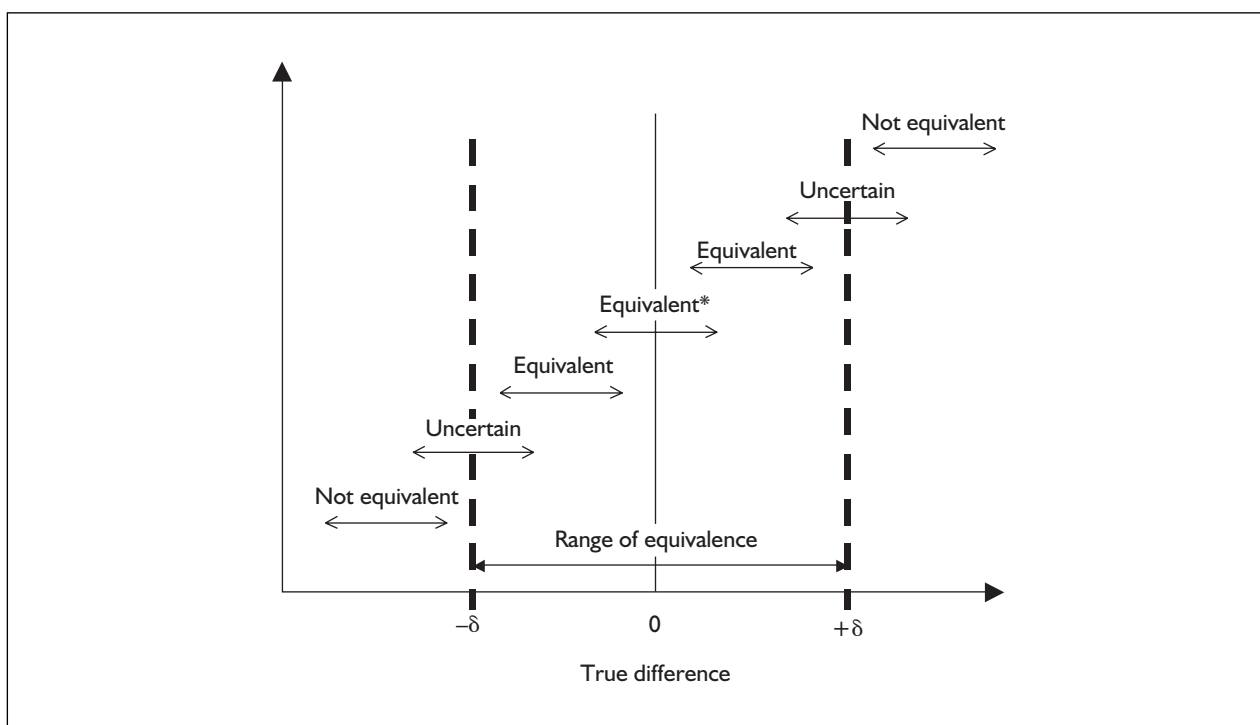 Not equivalent
Uncertain
Equivalent
Equivalent*
Equivalent
Uncertain
Not equivalent
Range of equivalence
–δ 0 +δ
True difference